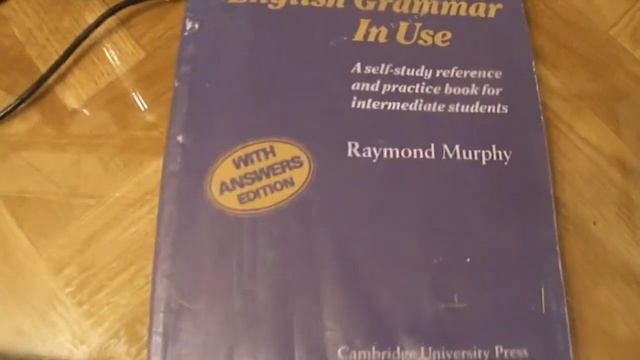 English Grammar
In Use
A self-study reference
and practice book for
intermediate students
Raymond Murphy
WITH
ANSWERS
EDITION
Cambridge University Press